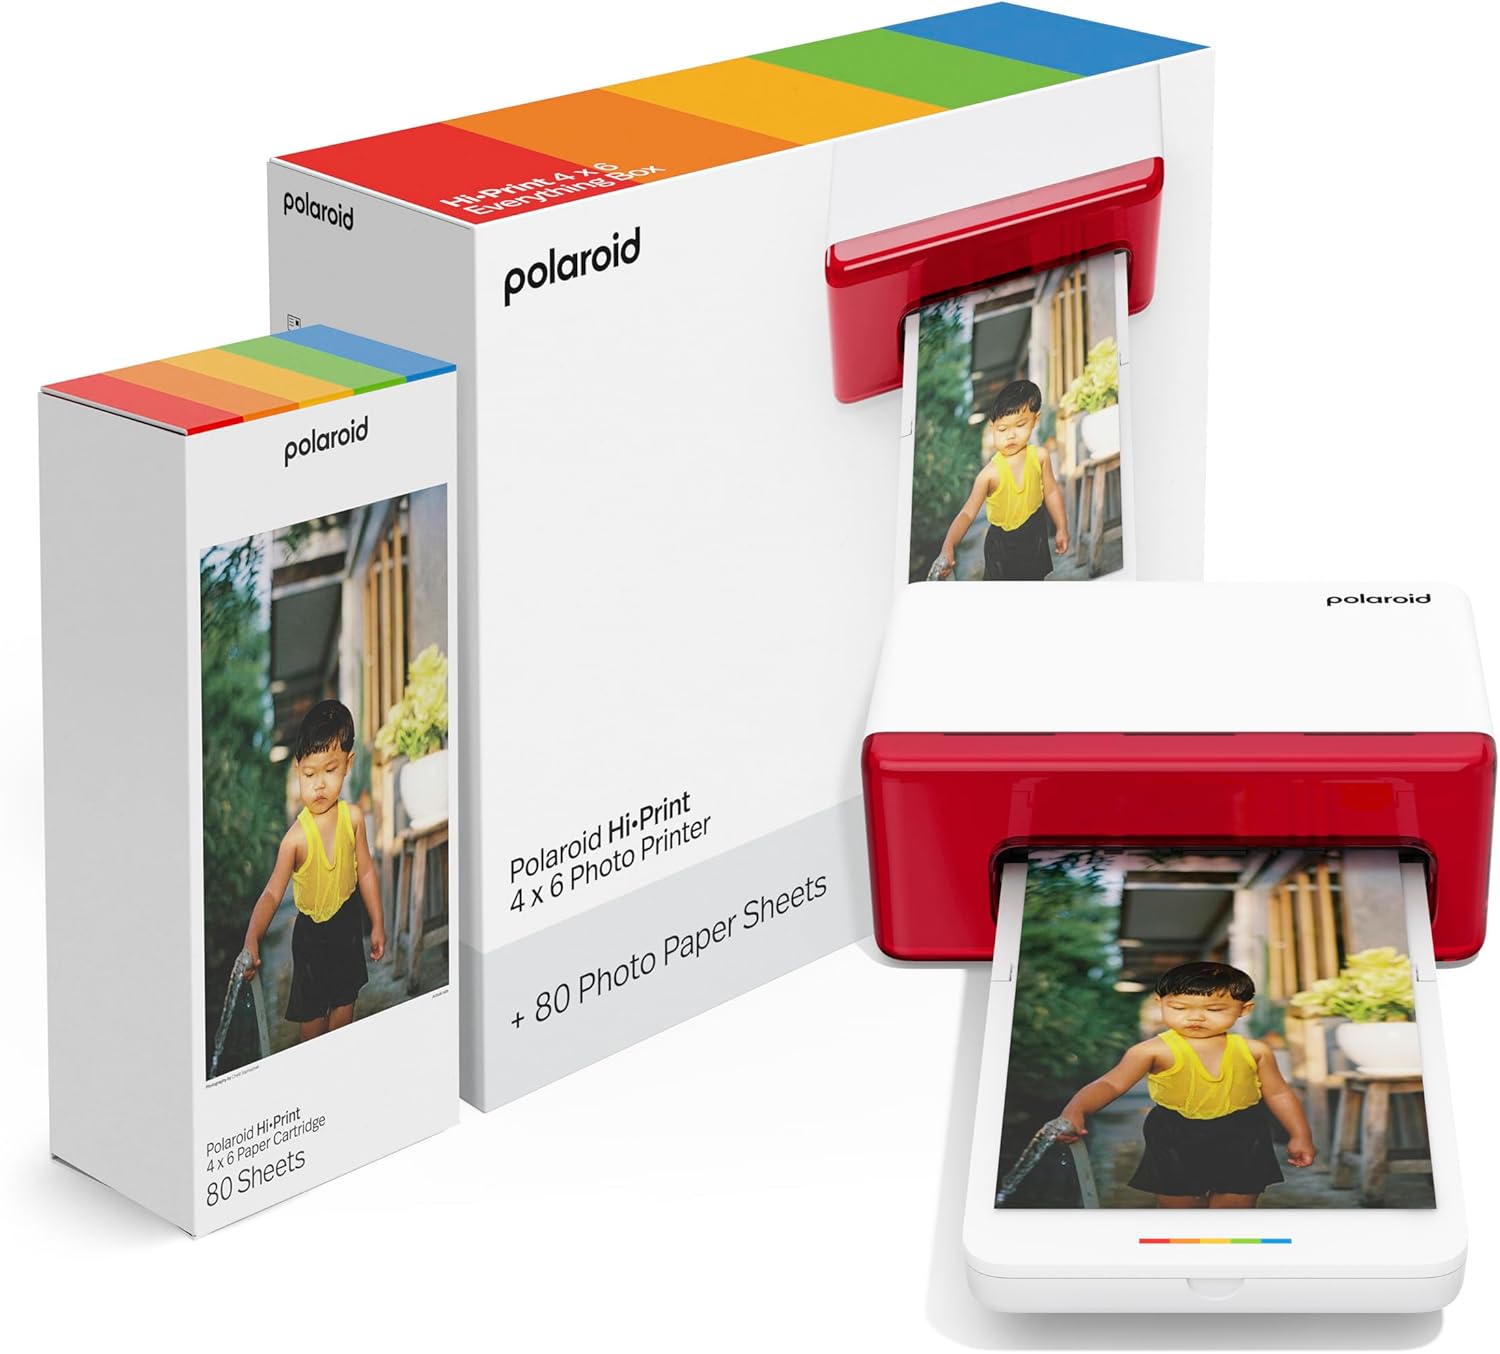 Hi•Print 4 x 6
Everything Box
polaroid
polaroid
polaroid
Polaroid Hi•Print
4 x 6 Photo Printer
+ 80 Photo Paper Sheets
polaroid
Polaroid Hi•Print
4 x 6 Paper Cartridge
80 Sheets